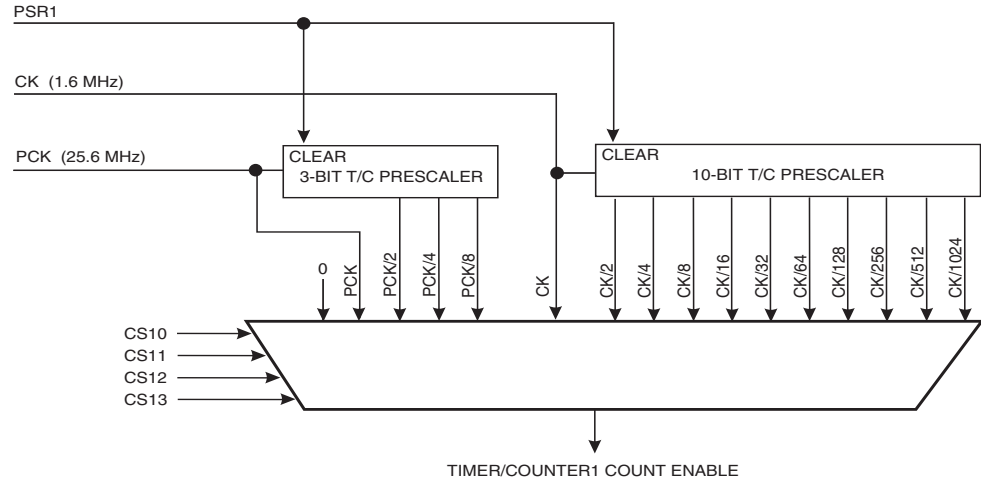 PSR1
CK (1.6 MHz)
PCK (25.6 MHz)
CLEAR
3-BIT T/C PRESCALER
CLEAR
10-BIT T/C PRESCALER
0
PCK
PCK/2
PCK/4
PCK/8
CK
CK/2
CK/4
CK/8
CK/16
CK/32
CK/64
CK/128
CK/256
CK/512
CK/1024
CS10
CS11
CS12
CS13
TIMER/COUNTER1 COUNT ENABLE